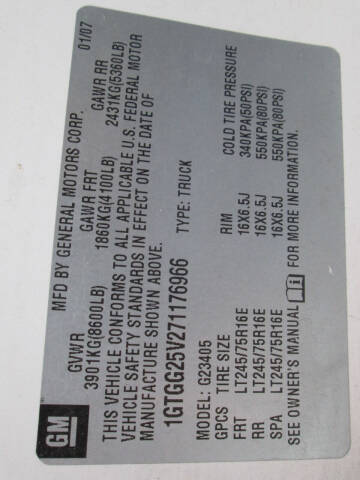 GM
MFD BY GENERAL MOTORS CORP. 01/07
GVWR GAWR FRT GAWR RR
3901KG(8600LB) 1860KG(4100LB) 2431KG(5360LB)
THIS VEHICLE CONFORMS TO ALL APPLICABLE U.S. FEDERAL MOTOR
VEHICLE SAFETY STANDARDS IN EFFECT ON THE DATE OF
MANUFACTURE SHOWN ABOVE.
1GTGG25V271176966 TYPE: TRUCK
MODEL: G23405
GPCS TIRE SIZE RIM COLD TIRE PRESSURE
FRT LT245/75R16E 16X6.5J 340KPA(50PSI)
RR LT245/75R16E 16X6.5J 550KPA(80PSI)
SPA LT245/75R16E 16X6.5J 550KPA(80PSI)
SEE OWNER'S MANUAL FOR MORE INFORMATION.